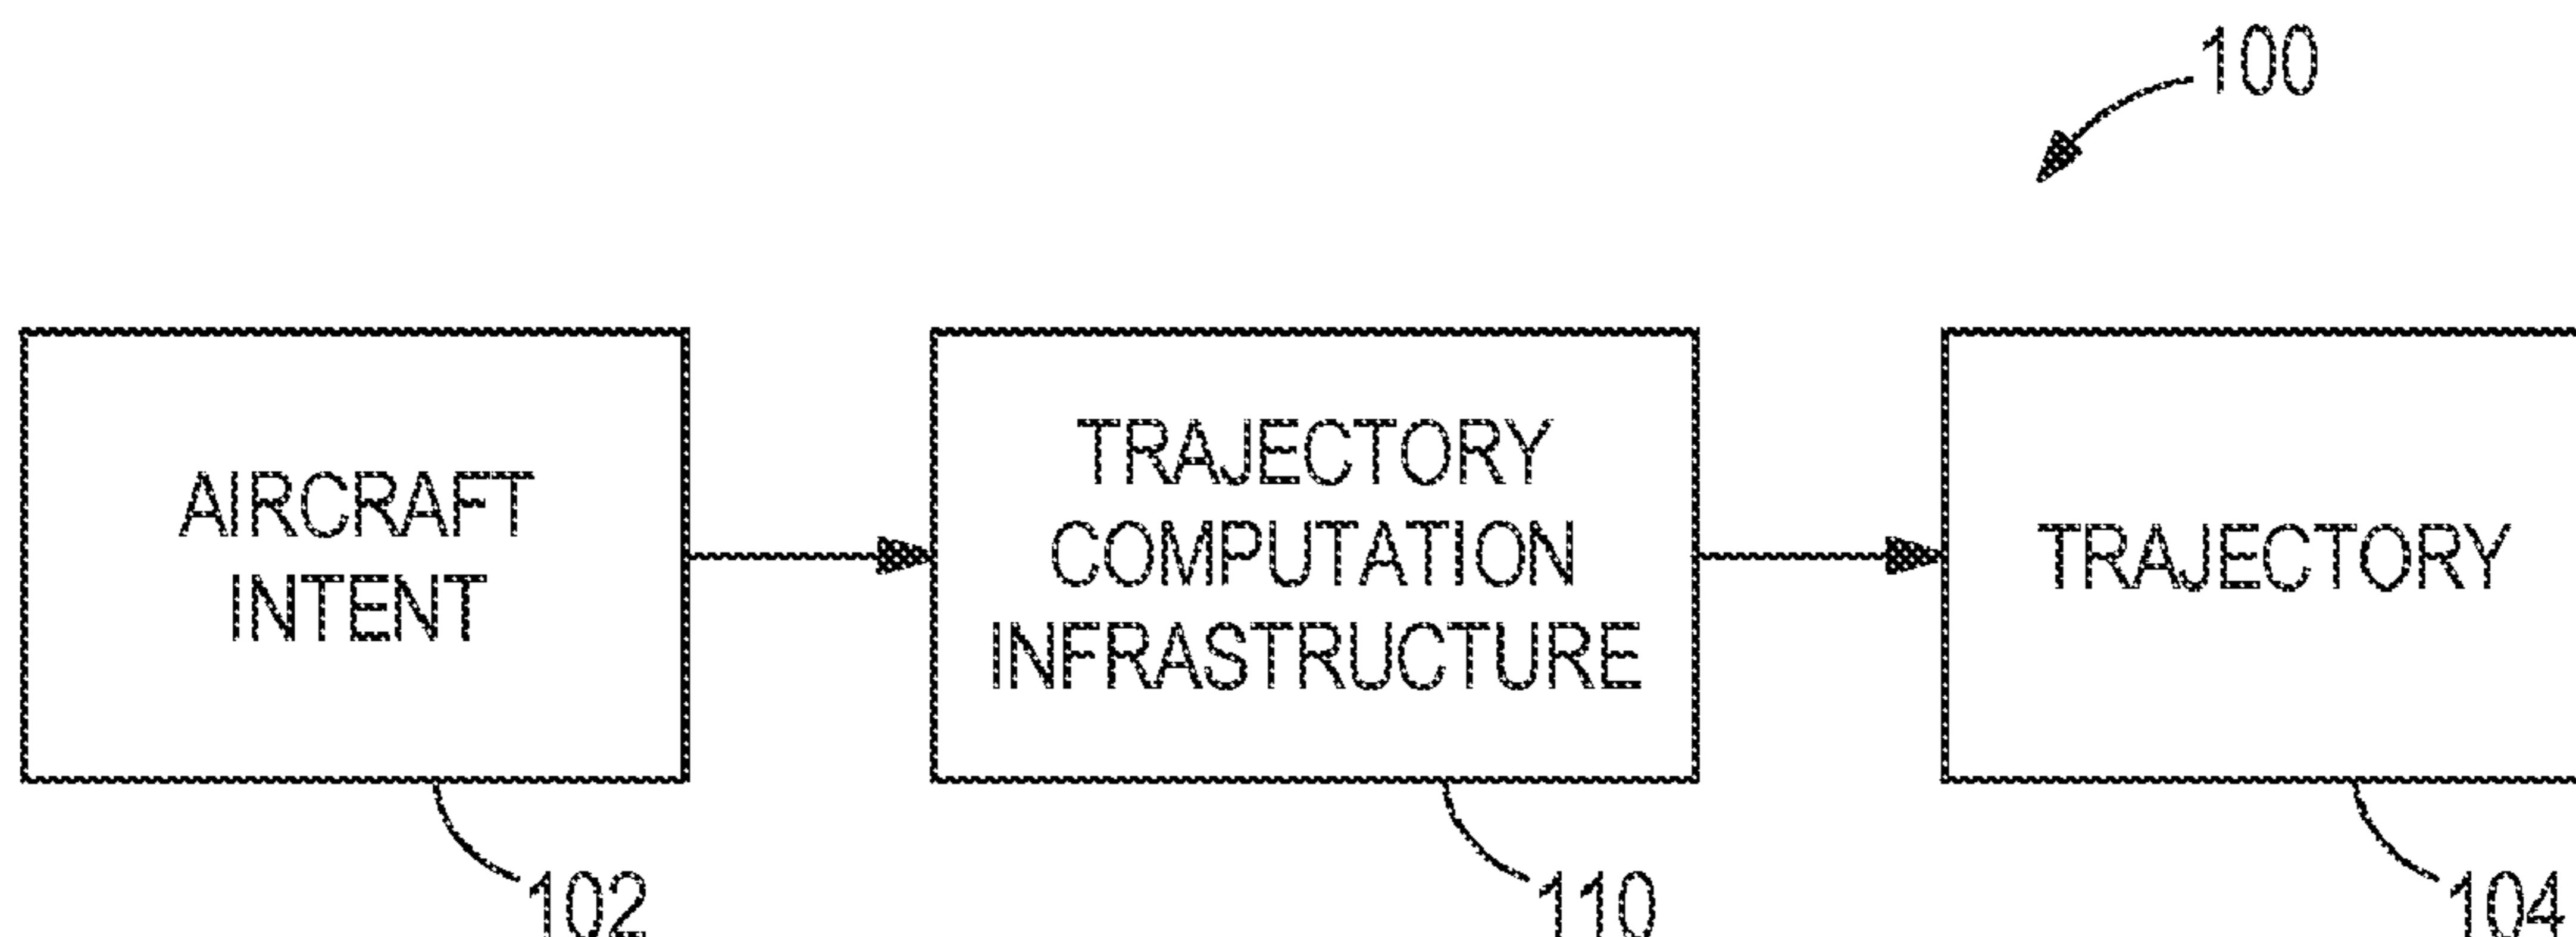 100
AIRCRAFT
INTENT
TRAJECTORY
COMPUTATION
INFRASTRUCTURE
TRAJECTORY
102
110
104